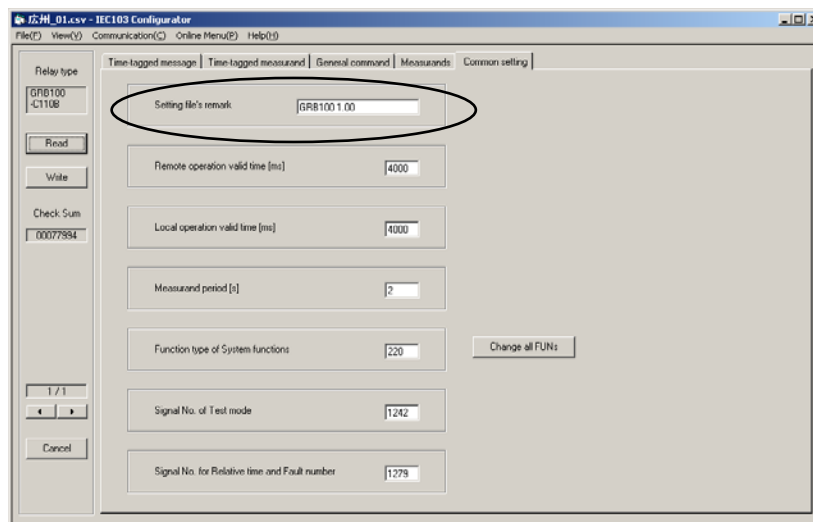 広州_01.csv - IEC103 Configurator
File(F) View(V) Communication(C) Online Menu(P) Help(H)
Time-tagged message Time-tagged measurand General command Measurands Common setting
Relay type
GRB100
-C110B
Read
Write
Check Sum
00077994
1 / 1
Cancel
Setting file's remark GRB100 1.00
Remote operation valid time [ms] 4000
Local operation valid time [ms] 4000
Measurand period [s] 2
Function type of System functions 220 Change all FUNs
Signal No. of Test mode 1242
Signal No. for Relative time and Fault number 1279